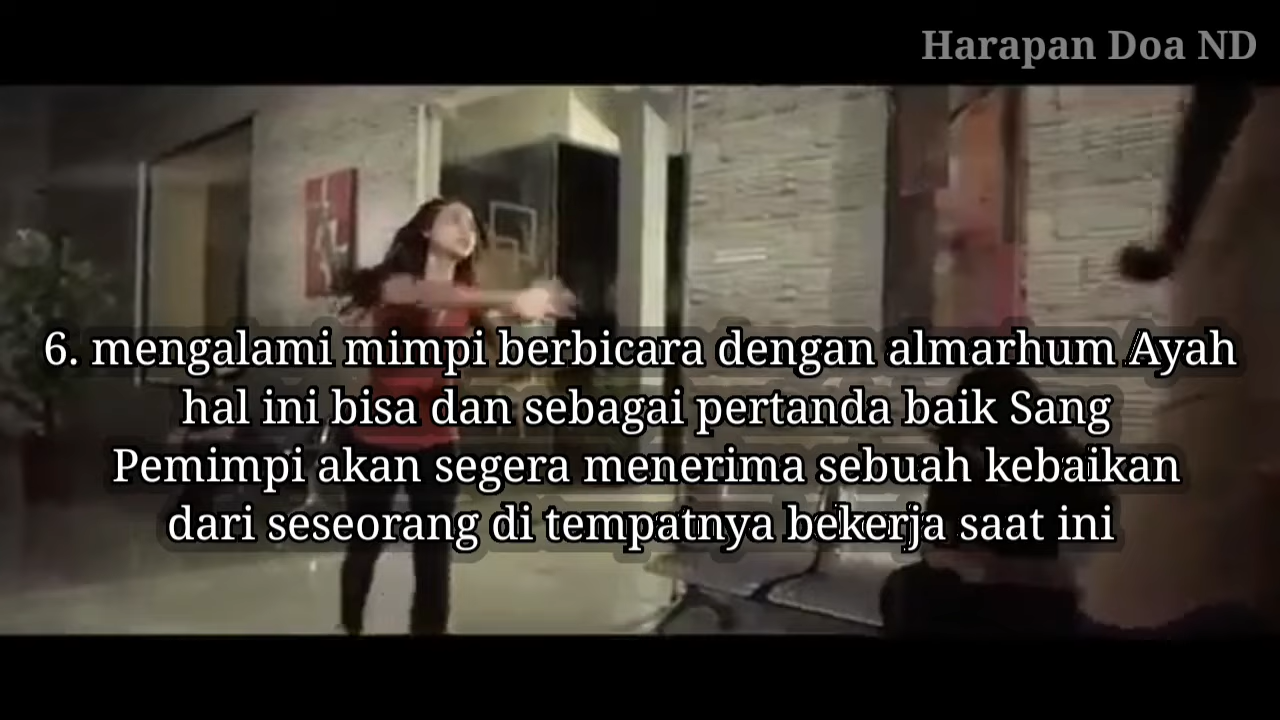 Harapan Doa ND
6. mengalami mimpi berbicara dengan almarhum Ayah
hal ini bisa dan sebagai pertanda baik Sang
Pemimpi akan segera menerima sebuah kebaikan
dari seseorang di tempatnya bekerja saat ini